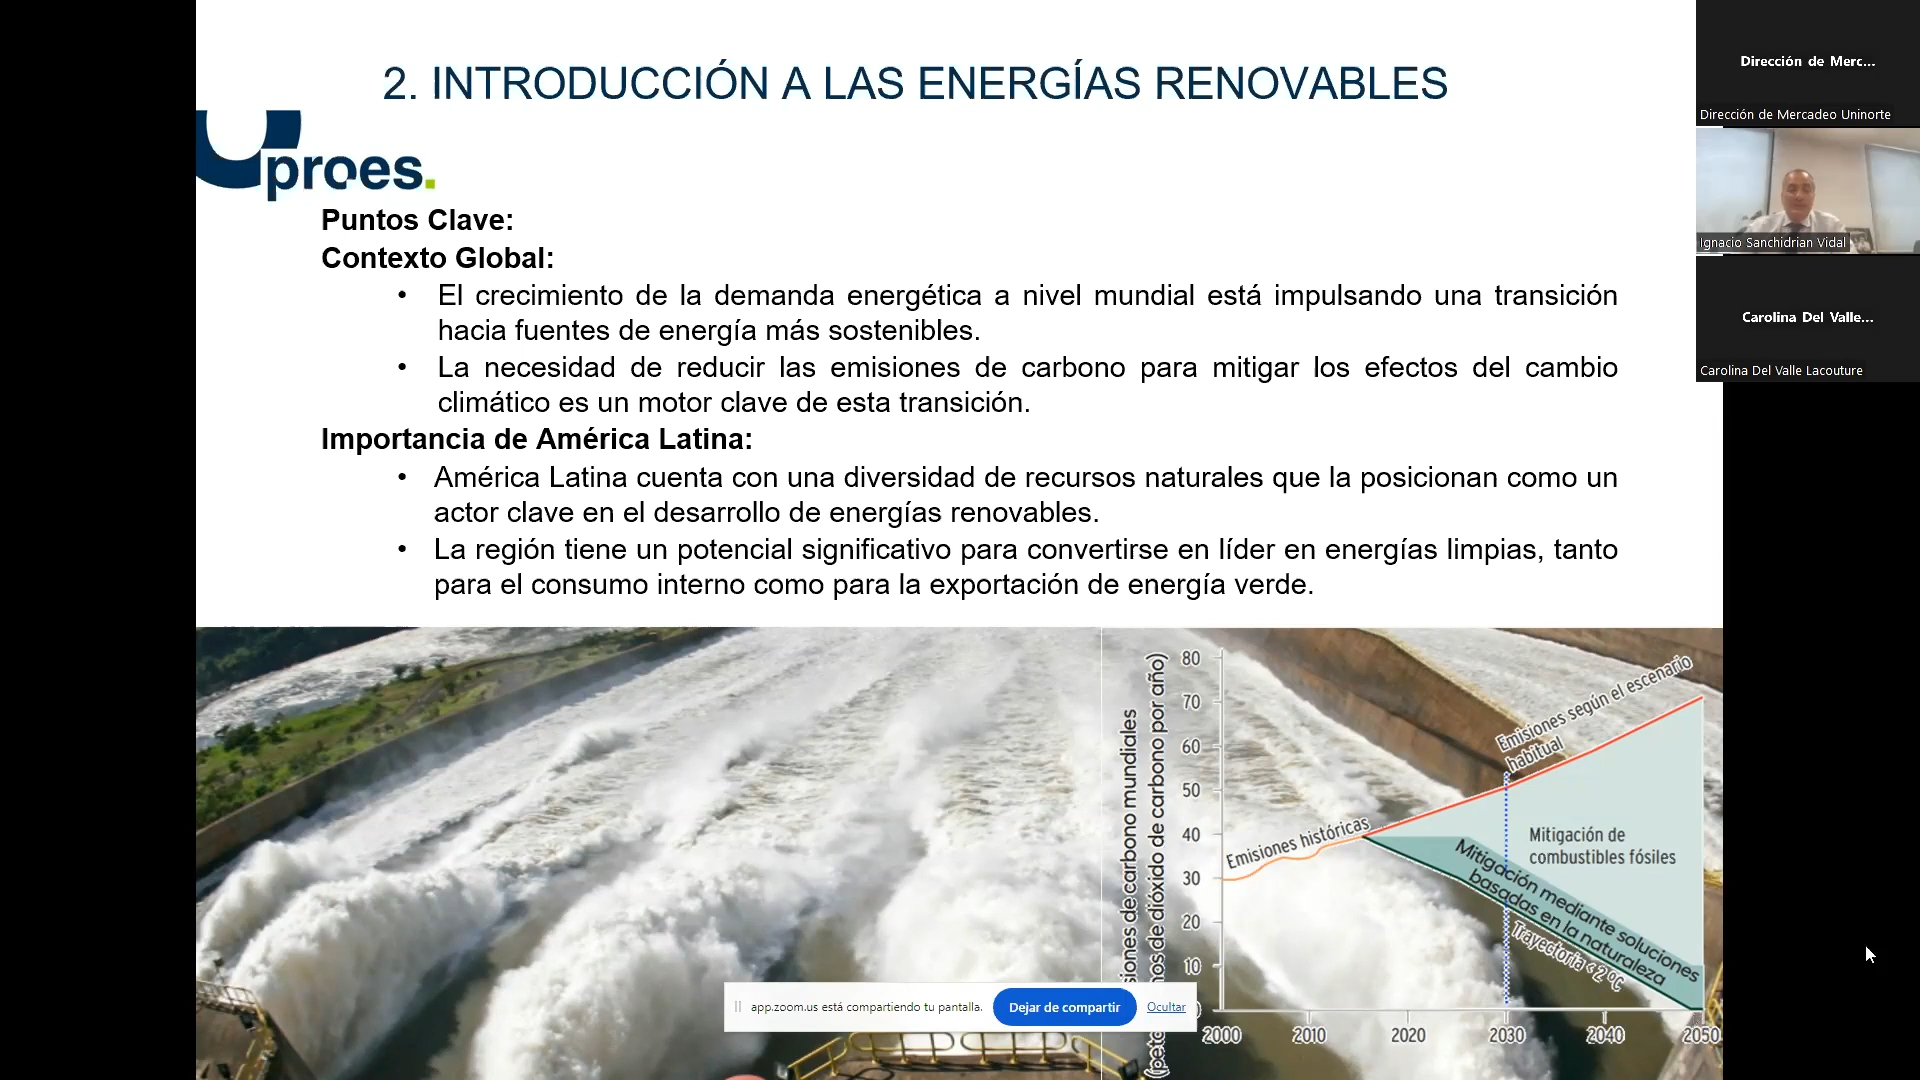 2. INTRODUCCIÓN A LAS ENERGÍAS RENOVABLES
proes.
Puntos Clave:
Contexto Global:
• El crecimiento de la demanda energética a nivel mundial está impulsando una transición
hacia fuentes de energía más sostenibles.
• La necesidad de reducir las emisiones de carbono para mitigar los efectos del cambio
climático es un motor clave de esta transición.
Importancia de América Latina:
• América Latina cuenta con una diversidad de recursos naturales que la posicionan como un
actor clave en el desarrollo de energías renovables.
• La región tiene un potencial significativo para convertirse en líder en energías limpias, tanto
para el consumo interno como para la exportación de energía verde.
Dirección de Merc...
Dirección de Mercadeo Uninorte
Ignacio Sanchidrian Vidal
Carolina Del Valle...
Carolina Del Valle Lacouture
de carbono mundiales
de dióxido de carbono por año)
80
70
60
50
40
30
20
10
2000
2010
2020
2030
2040
2050
Emisiones históricas
Emisiones según el escenario
habitual
Mitigación de
combustibles fósiles
Mitigación mediante soluciones
basadas en la naturaleza
Trayectoria < 2 ºC
app.zoom.us está compartiendo tu pantalla.
Dejar de compartir
Ocultar